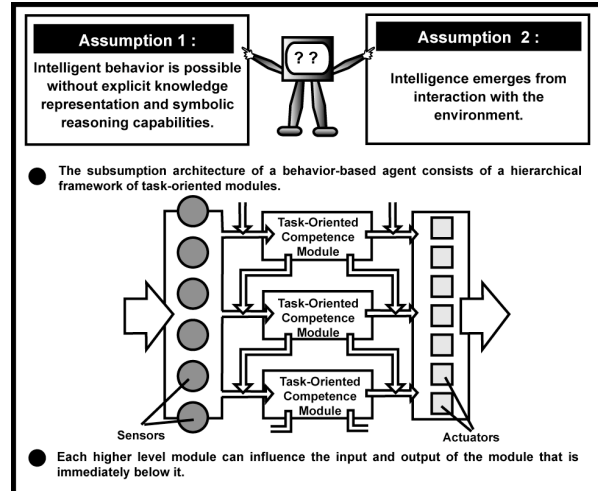 Assumption 1 :
Intelligent behavior is possible
without explicit knowledge
representation and symbolic
reasoning capabilities.
? ?
Assumption 2 :
Intelligence emerges from
interaction with the
environment.
The subsumption architecture of a behavior-based agent consists of a hierarchical
framework of task-oriented modules.
Task-Oriented
Competence
Module
Task-Oriented
Competence
Module
Task-Oriented
Competence
Module
Sensors
Actuators
Each higher level module can influence the input and output of the module that is
immediately below it.